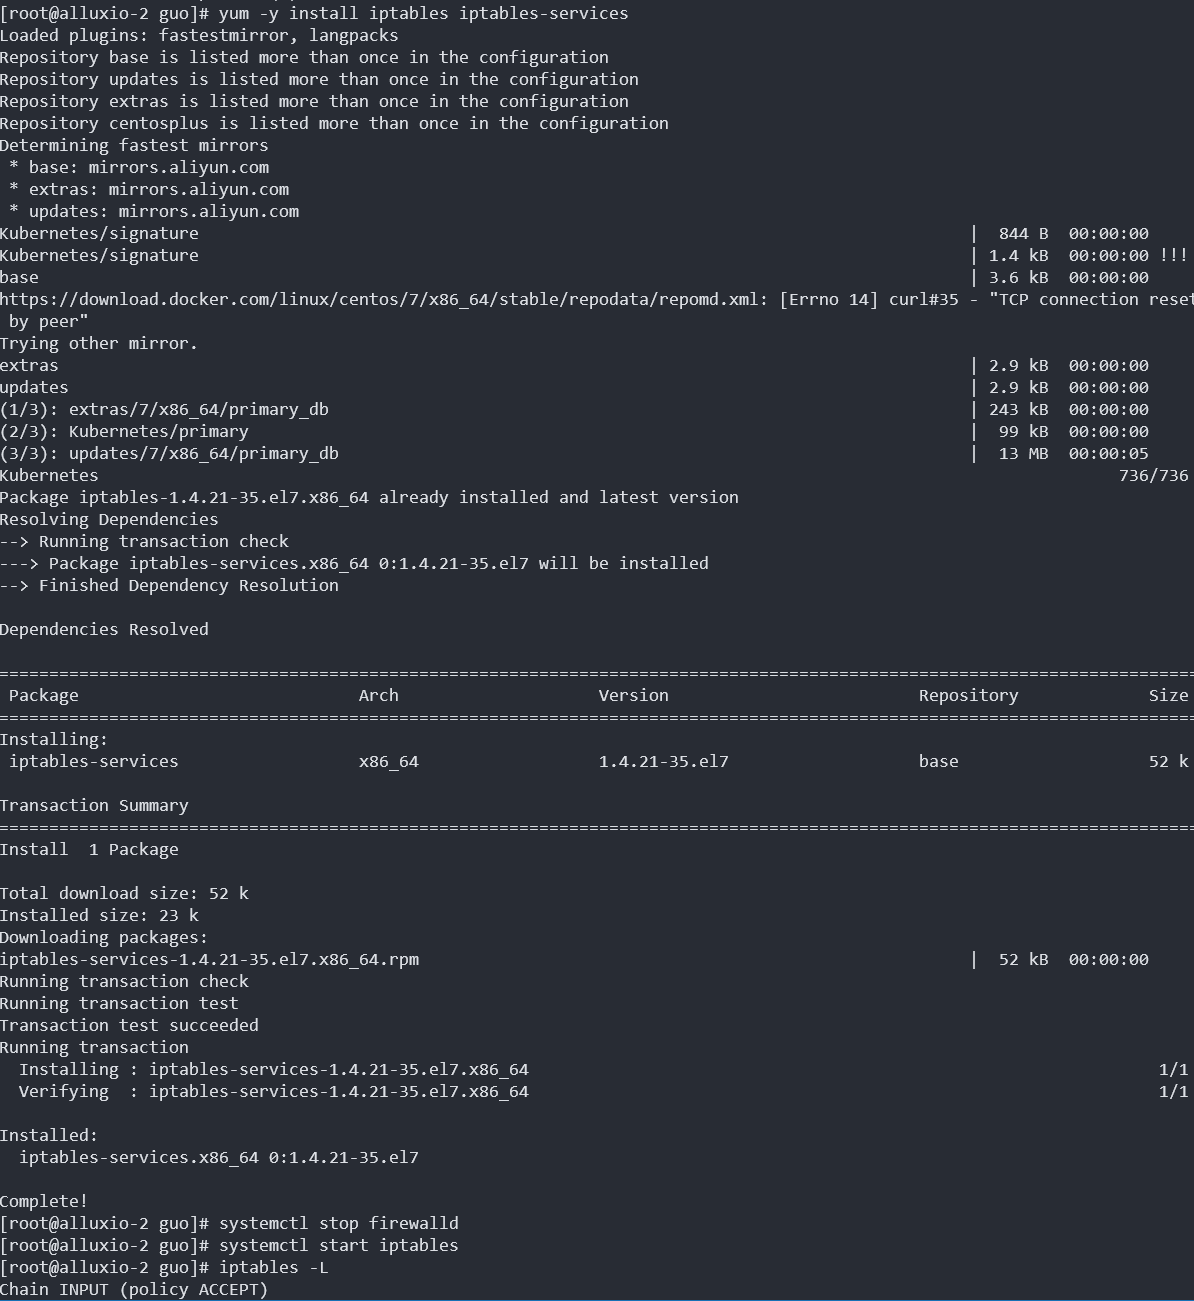 [root@alluxio-2 guo]# yum -y install iptables iptables-services
Loaded plugins: fastestmirror, langpacks
Repository base is listed more than once in the configuration
Repository updates is listed more than once in the configuration
Repository extras is listed more than once in the configuration
Repository centosplus is listed more than once in the configuration
Determining fastest mirrors
 * base: mirrors.aliyun.com
 * extras: mirrors.aliyun.com
 * updates: mirrors.aliyun.com
Kubernetes/signature | 844 B 00:00:00
Kubernetes/signature | 1.4 kB 00:00:00 !!!
base | 3.6 kB 00:00:00
https://download.docker.com/linux/centos/7/x86_64/stable/repodata/repomd.xml: [Errno 14] curl#35 - "TCP connection reset
 by peer"
Trying other mirror.
extras | 2.9 kB 00:00:00
updates | 2.9 kB 00:00:00
(1/3): extras/7/x86_64/primary_db | 243 kB 00:00:00
(2/3): Kubernetes/primary | 99 kB 00:00:00
(3/3): updates/7/x86_64/primary_db | 13 MB 00:00:05
Kubernetes 736/736
Package iptables-1.4.21-35.el7.x86_64 already installed and latest version
Resolving Dependencies
--> Running transaction check
---> Package iptables-services.x86_64 0:1.4.21-35.el7 will be installed
--> Finished Dependency Resolution
Dependencies Resolved
================================================================================
 Package Arch Version Repository Size
================================================================================
Installing:
 iptables-services x86_64 1.4.21-35.el7 base 52 k
Transaction Summary
================================================================================
Install  1 Package
Total download size: 52 k
Installed size: 23 k
Downloading packages:
iptables-services-1.4.21-35.el7.x86_64.rpm | 52 kB 00:00:00
Running transaction check
Running transaction test
Transaction test succeeded
Running transaction
  Installing : iptables-services-1.4.21-35.el7.x86_64 1/1
  Verifying  : iptables-services-1.4.21-35.el7.x86_64 1/1
Installed:
  iptables-services.x86_64 0:1.4.21-35.el7
Complete!
[root@alluxio-2 guo]# systemctl stop firewalld
[root@alluxio-2 guo]# systemctl start iptables
[root@alluxio-2 guo]# iptables -L
Chain INPUT (policy ACCEPT)